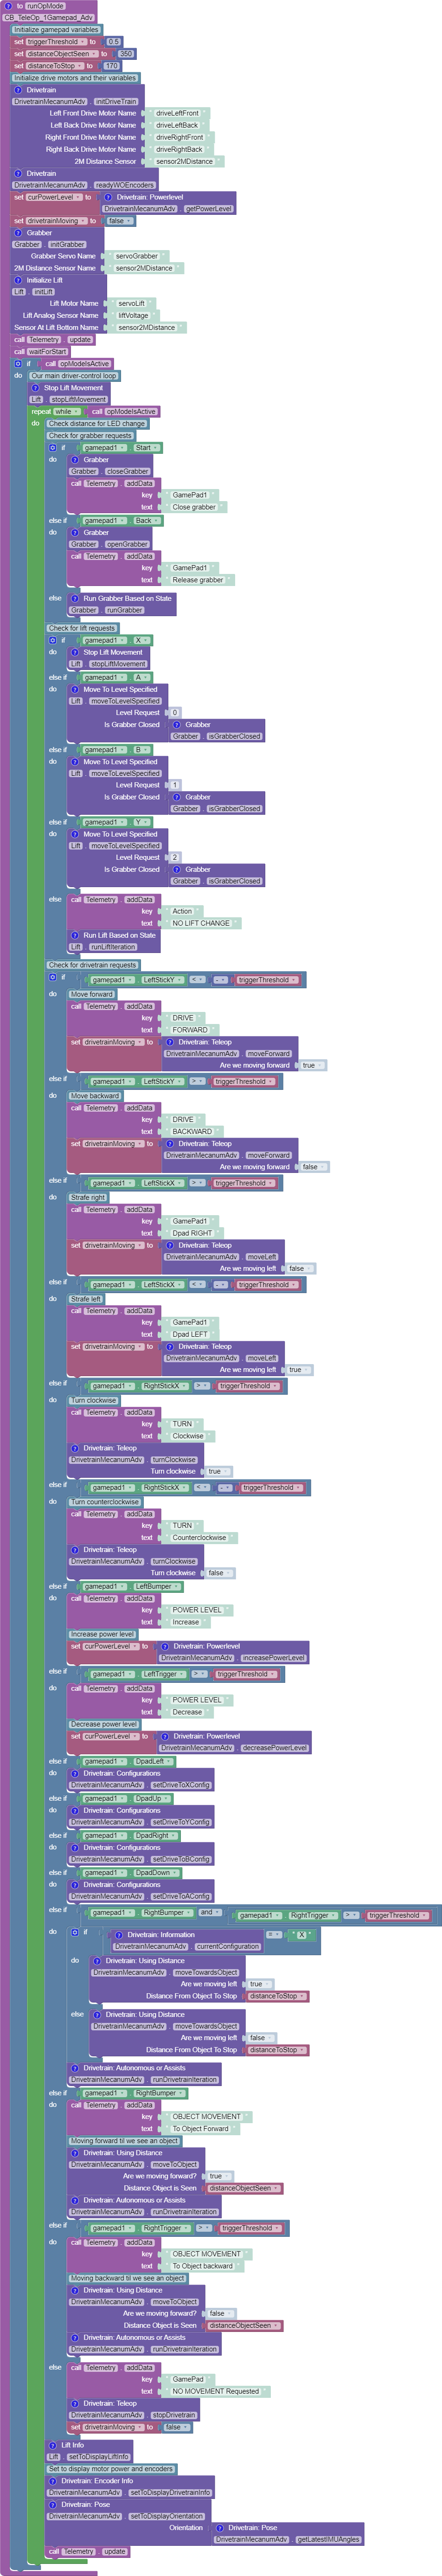 to runOpMode
CB_TeleOp_1Gamepad_Adv
Initialize gamepad variables
set triggerThreshold to 0.5
set distanceObjectSeen to 350
set distanceToStop to 170
Initialize drive motors and their variables
Drivetrain
DrivetrainMecanumAdv . initDriveTrain
Left Front Drive Motor Name " driveLeftFront "
Left Back Drive Motor Name " driveLeftBack "
Right Front Drive Motor Name " driveRightFront "
Right Back Drive Motor Name " driveRightBack "
2M Distance Sensor " sensor2MDistance "
Drivetrain
DrivetrainMecanumAdv . readyWOEncoders
set curPowerLevel to Drivetrain: Powerlevel
DrivetrainMecanumAdv . getPowerLevel
set drivetrainMoving to false
Grabber
Grabber . initGrabber
Grabber Servo Name " servoGrabber "
2M Distance Sensor Name " sensor2MDistance "
Initialize Lift
Lift . initLift
Lift Motor Name " servoLift "
Lift Analog Sensor Name " liftVoltage "
Sensor At Lift Bottom Name " sensor2MDistance "
call Telemetry . update
call waitForStart
if call opModeIsActive
do Our main driver-control loop
Stop Lift Movement
Lift . stopLiftMovement
repeat while call opModeIsActive
do Check distance for LED change
Check for grabber requests
if gamepad1 . Start
do Grabber
Grabber . closeGrabber
call Telemetry . addData
key " GamePad1 "
text " Close grabber "
else if gamepad1 . Back
do Grabber
Grabber . openGrabber
call Telemetry . addData
key " GamePad1 "
text " Release grabber "
else Run Grabber Based on State
Grabber . runGrabber
Check for lift requests
if gamepad1 . X
do Stop Lift Movement
Lift . stopLiftMovement
else if gamepad1 . A
do Move To Level Specified
Lift . moveToLevelSpecified
Level Request 0
Is Grabber Closed Grabber
Grabber . isGrabberClosed
else if gamepad1 . B
do Move To Level Specified
Lift . moveToLevelSpecified
Level Request 1
Is Grabber Closed Grabber
Grabber . isGrabberClosed
else if gamepad1 . Y
do Move To Level Specified
Lift . moveToLevelSpecified
Level Request 2
Is Grabber Closed Grabber
Grabber . isGrabberClosed
else call Telemetry . addData
key " Action "
text " NO LIFT CHANGE "
Run Lift Based on State
Lift . runLiftIteration
Check for drivetrain requests
if gamepad1 . LeftStickY < - triggerThreshold
do Move forward
call Telemetry . addData
key " DRIVE "
text " FORWARD "
set drivetrainMoving to Drivetrain: Teleop
DrivetrainMecanumAdv . moveForward
Are we moving forward true
else if gamepad1 . LeftStickY > triggerThreshold
do Move backward
call Telemetry . addData
key " DRIVE "
text " BACKWARD "
set drivetrainMoving to Drivetrain: Teleop
DrivetrainMecanumAdv . moveForward
Are we moving forward false
else if gamepad1 . LeftStickX > triggerThreshold
do Strafe right
call Telemetry . addData
key " GamePad1 "
text " Dpad RIGHT "
set drivetrainMoving to Drivetrain: Teleop
DrivetrainMecanumAdv . moveLeft
Are we moving left false
else if gamepad1 . LeftStickX < - triggerThreshold
do Strafe left
call Telemetry . addData
key " GamePad1 "
text " Dpad LEFT "
set drivetrainMoving to Drivetrain: Teleop
DrivetrainMecanumAdv . moveLeft
Are we moving left true
else if gamepad1 . RightStickX > triggerThreshold
do Turn clockwise
call Telemetry . addData
key " TURN "
text " Clockwise "
Drivetrain: Teleop
DrivetrainMecanumAdv . turnClockwise
Turn clockwise true
else if gamepad1 . RightStickX < - triggerThreshold
do Turn counterclockwise
call Telemetry . addData
key " TURN "
text " Counterclockwise "
Drivetrain: Teleop
DrivetrainMecanumAdv . turnClockwise
Turn clockwise false
else if gamepad1 . LeftBumper
do call Telemetry . addData
key " POWER LEVEL "
text " Increase "
Increase power level
set curPowerLevel to Drivetrain: Powerlevel
DrivetrainMecanumAdv . increasePowerLevel
else if gamepad1 . LeftTrigger > triggerThreshold
do call Telemetry . addData
key " POWER LEVEL "
text " Decrease "
Decrease power level
set curPowerLevel to Drivetrain: Powerlevel
DrivetrainMecanumAdv . decreasePowerLevel
else if gamepad1 . DpadLeft
do Drivetrain: Configurations
DrivetrainMecanumAdv . setDriveToXConfig
else if gamepad1 . DpadUp
do Drivetrain: Configurations
DrivetrainMecanumAdv . setDriveToYConfig
else if gamepad1 . DpadRight
do Drivetrain: Configurations
DrivetrainMecanumAdv . setDriveToBConfig
else if gamepad1 . DpadDown
do Drivetrain: Configurations
DrivetrainMecanumAdv . setDriveToAConfig
else if gamepad1 . RightBumper and gamepad1 . RightTrigger > triggerThreshold
do if Drivetrain: Information = " X "
DrivetrainMecanumAdv . currentConfiguration
do Drivetrain: Using Distance
DrivetrainMecanumAdv . moveTowardsObject
Are we moving left true
Distance From Object To Stop distanceToStop
else Drivetrain: Using Distance
DrivetrainMecanumAdv . moveTowardsObject
Are we moving left false
Distance From Object To Stop distanceToStop
Drivetrain: Autonomous or Assists
DrivetrainMecanumAdv . runDrivetrainIteration
else if gamepad1 . RightBumper
do call Telemetry . addData
key " OBJECT MOVEMENT "
text " To Object Forward "
Moving forward til we see an object
Drivetrain: Using Distance
DrivetrainMecanumAdv . moveToObject
Are we moving forward? true
Distance Object is Seen distanceObjectSeen
Drivetrain: Autonomous or Assists
DrivetrainMecanumAdv . runDrivetrainIteration
else if gamepad1 . RightTrigger > triggerThreshold
do call Telemetry . addData
key " OBJECT MOVEMENT "
text " To Object backward "
Moving backward til we see an object
Drivetrain: Using Distance
DrivetrainMecanumAdv . moveToObject
Are we moving forward? false
Distance Object is Seen distanceObjectSeen
Drivetrain: Autonomous or Assists
DrivetrainMecanumAdv . runDrivetrainIteration
else call Telemetry . addData
key " GamePad "
text " NO MOVEMENT Requested "
Drivetrain: Teleop
DrivetrainMecanumAdv . stopDrivetrain
set drivetrainMoving to false
Lift Info
Lift . setToDisplayLiftInfo
Set to display motor power and encoders
Drivetrain: Encoder Info
DrivetrainMecanumAdv . setToDisplayDrivetrainInfo
Drivetrain: Pose
DrivetrainMecanumAdv . setToDisplayOrientation
Orientation Drivetrain: Pose
DrivetrainMecanumAdv . getLatestIMUAngles
call Telemetry . update